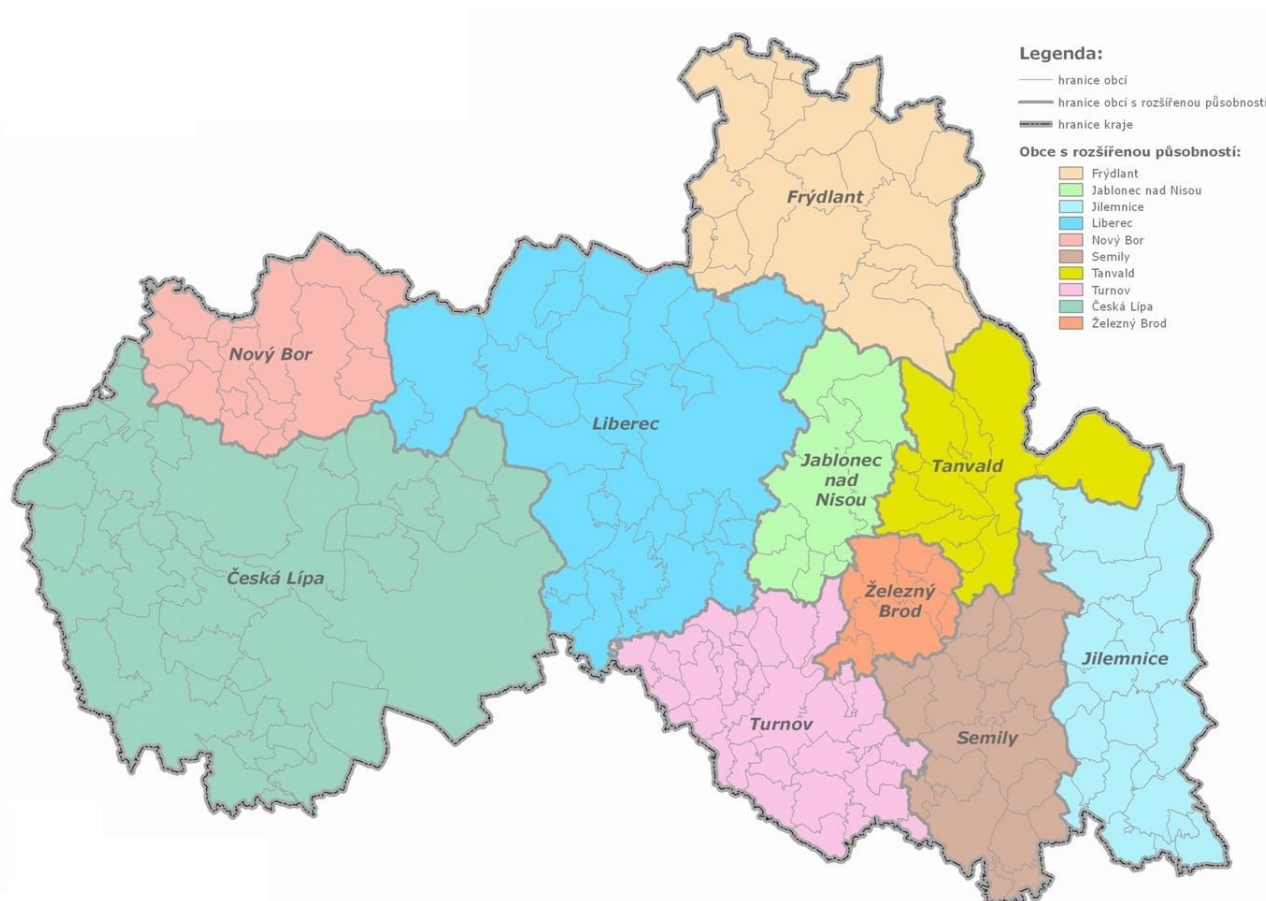 Legenda:
hranice obcí
hranice obcí s rozšířenou působností
hranice kraje
Obce s rozšířenou působností:
Frýdlant
Jablonec nad Nisou
Jilemnice
Liberec
Nový Bor
Semily
Tanvald
Turnov
Česká Lípa
Železný Brod
Frýdlant
Nový Bor
Liberec
Jablonec
nad
Nisou
Tanvald
Česká Lípa
Železný
Brod
Jilemnice
Turnov
Semily